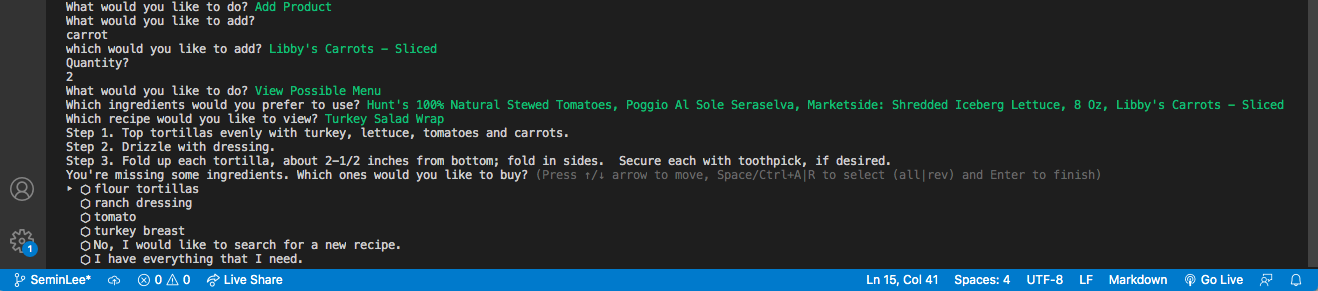 What would you like to do? Add Product
What would you like to add?
carrot
which would you like to add? Libby's Carrots - Sliced
Quantity?
2
What would you like to do? View Possible Menu
Which ingredients would you prefer to use? Hunt's 100% Natural Stewed Tomatoes, Poggio Al Sole Seraselva, Marketside: Shredded Iceberg Lettuce, 8 Oz, Libby's Carrots - Sliced
Which recipe would you like to view? Turkey Salad Wrap
Step 1. Top tortillas evenly with turkey, lettuce, tomatoes and carrots.
Step 2. Drizzle with dressing.
Step 3. Fold up each tortilla, about 2-1/2 inches from bottom; fold in sides.  Secure each with toothpick, if desired.
You're missing some ingredients. Which ones would you like to buy? (Press ↑/↓ arrow to move, Space/Ctrl+A|R to select (all|rev) and Enter to finish)
flour tortillas
ranch dressing
tomato
turkey breast
No, I would like to search for a new recipe.
I have everything that I need.
1
SeminLee* 0 0 Live Share Ln 15, Col 41 Spaces: 4 UTF-8 LF Markdown Go Live